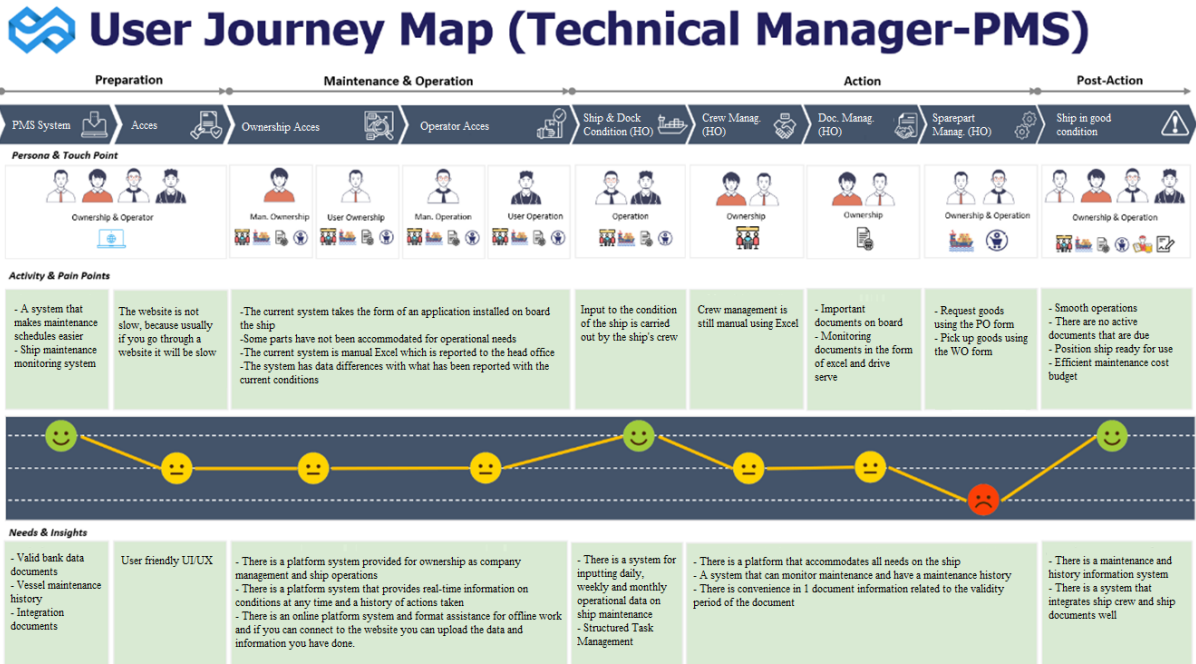 User Journey Map (Technical Manager-PMS)
Preparation
Maintenance & Operation
Action
Post-Action
PMS System
Acces
Ownership Acces
Operator Acces
Ship & Dock
Condition (HO)
Crew Manag.
(HO)
Doc. Manag.
(HO)
Sparepart
Manag. (HO)
Ship in good
condition
Persona & Touch Point
Ownership & Operator
Man. Ownership
User Ownership
Man. Operation
User Operation
Operation
Ownership
Ownership
Ownership & Operation
Ownership & Operation
Activity & Pain Points
- A system that
makes maintenance
schedules easier
- Ship maintenance
monitoring system
The website is not
slow, because usually
if you go through a
website it will be slow
-The current system takes the form of an application installed on board
the ship
-Some parts have not been accommodated for operational needs
-The current system is manual Excel which is reported to the head office
-The system has data differences with what has been reported with the
current conditions
Input to the condition
of the ship is carried
out by the ship's crew
Crew management is
still manual using Excel
- Important
documents on board
- Monitoring
documents in the form
of excel and drive
serve
- Request goods
using the PO form
- Pick up goods using
the WO form
- Smooth operations
- There are no active
documents that are due
- Position ship ready for use
- Efficient maintenance cost
budget
Needs & Insights
- Valid bank data
documents
- Vessel maintenance
history
- Integration
documents
User friendly UI/UX
- There is a platform system provided for ownership as company
management and ship operations
- There is a platform system that provides real-time information on
conditions at any time and a history of actions taken
- There is an online platform system and format assistance for offline work
and if you can connect to the website you can upload the data and
information you have done.
- There is a system for
inputting daily,
weekly and monthly
operational data on
ship maintenance
- Structured Task
Management
- There is a platform that accommodates all needs on the ship
- A system that can monitor maintenance and have a maintenance history
- There is convenience in 1 document information related to the validity
period of the document
- There is a maintenance and
history information system
- There is a system that
integrates ship crew and ship
documents well